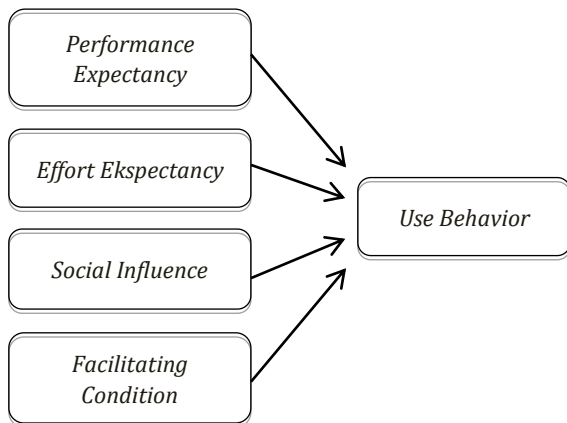 Performance
Expectancy
Effort Ekspectancy
Use Behavior
Social Influence
Facilitating
Condition